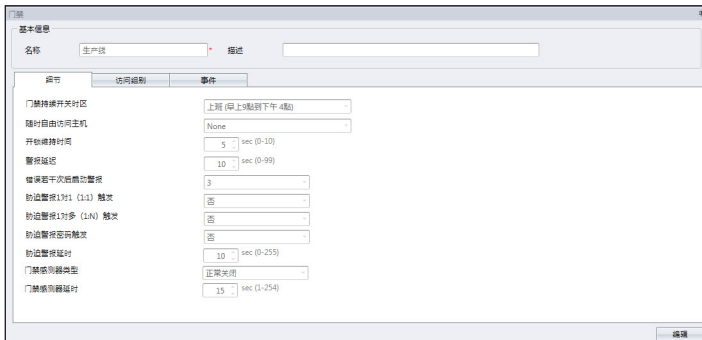 门禁
基本信息
名称 生产线 * 描述
细节 访问组别 事件
门禁持续开关时区 上班 (早上9點到下午 4點)
随时自由访问主机 None
开锁维持时间 5 sec (0-10)
警报延迟 10 sec (0-99)
错误若干次后启动警报 3
胁迫警报1对1（1:1）触发 否
胁迫警报1对多（1:N）触发 否
胁迫警报密码触发 否
胁迫警报延时 10 sec (0-255)
门禁感测器类型 正常关闭
门禁感测器延时 15 sec (1-254)
编辑